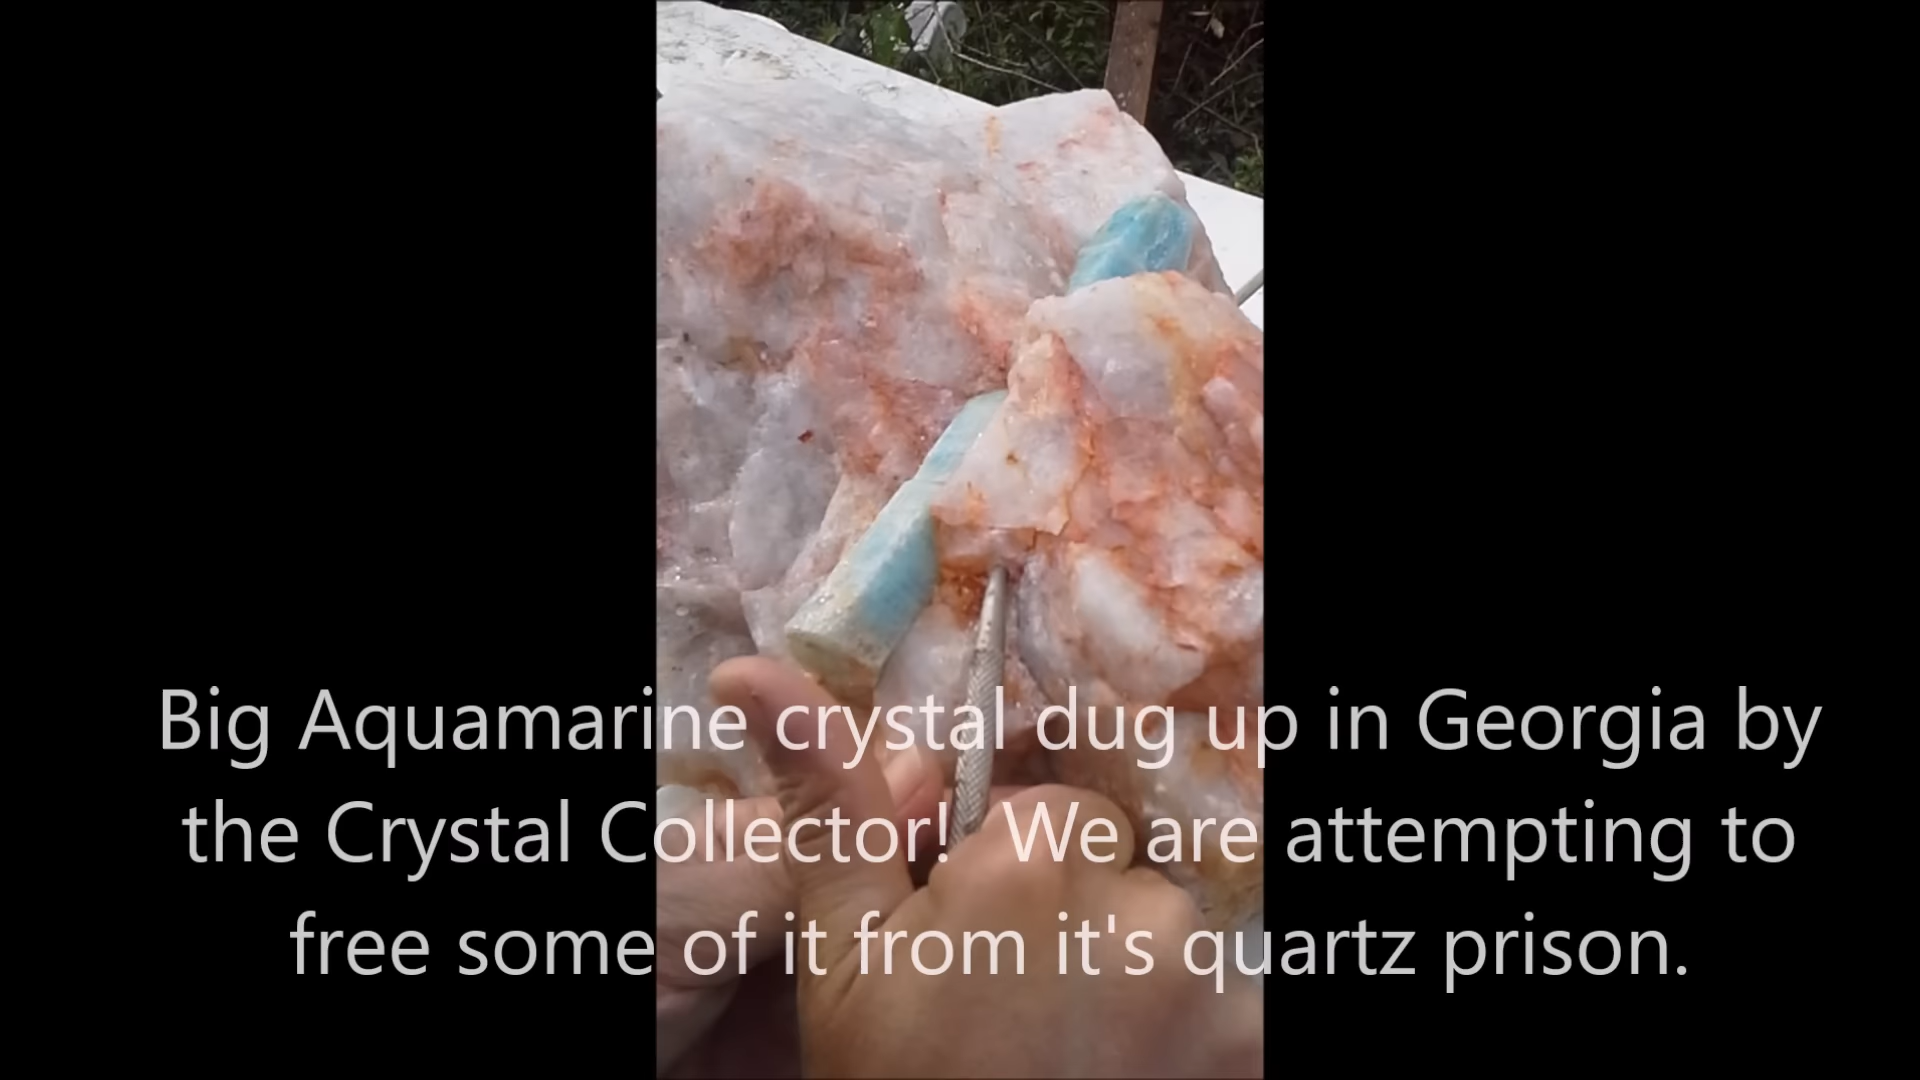 Big Aquamarine crystal dug up in Georgia by
the Crystal Collector!  We are attempting to
free some of it from it's quartz prison.